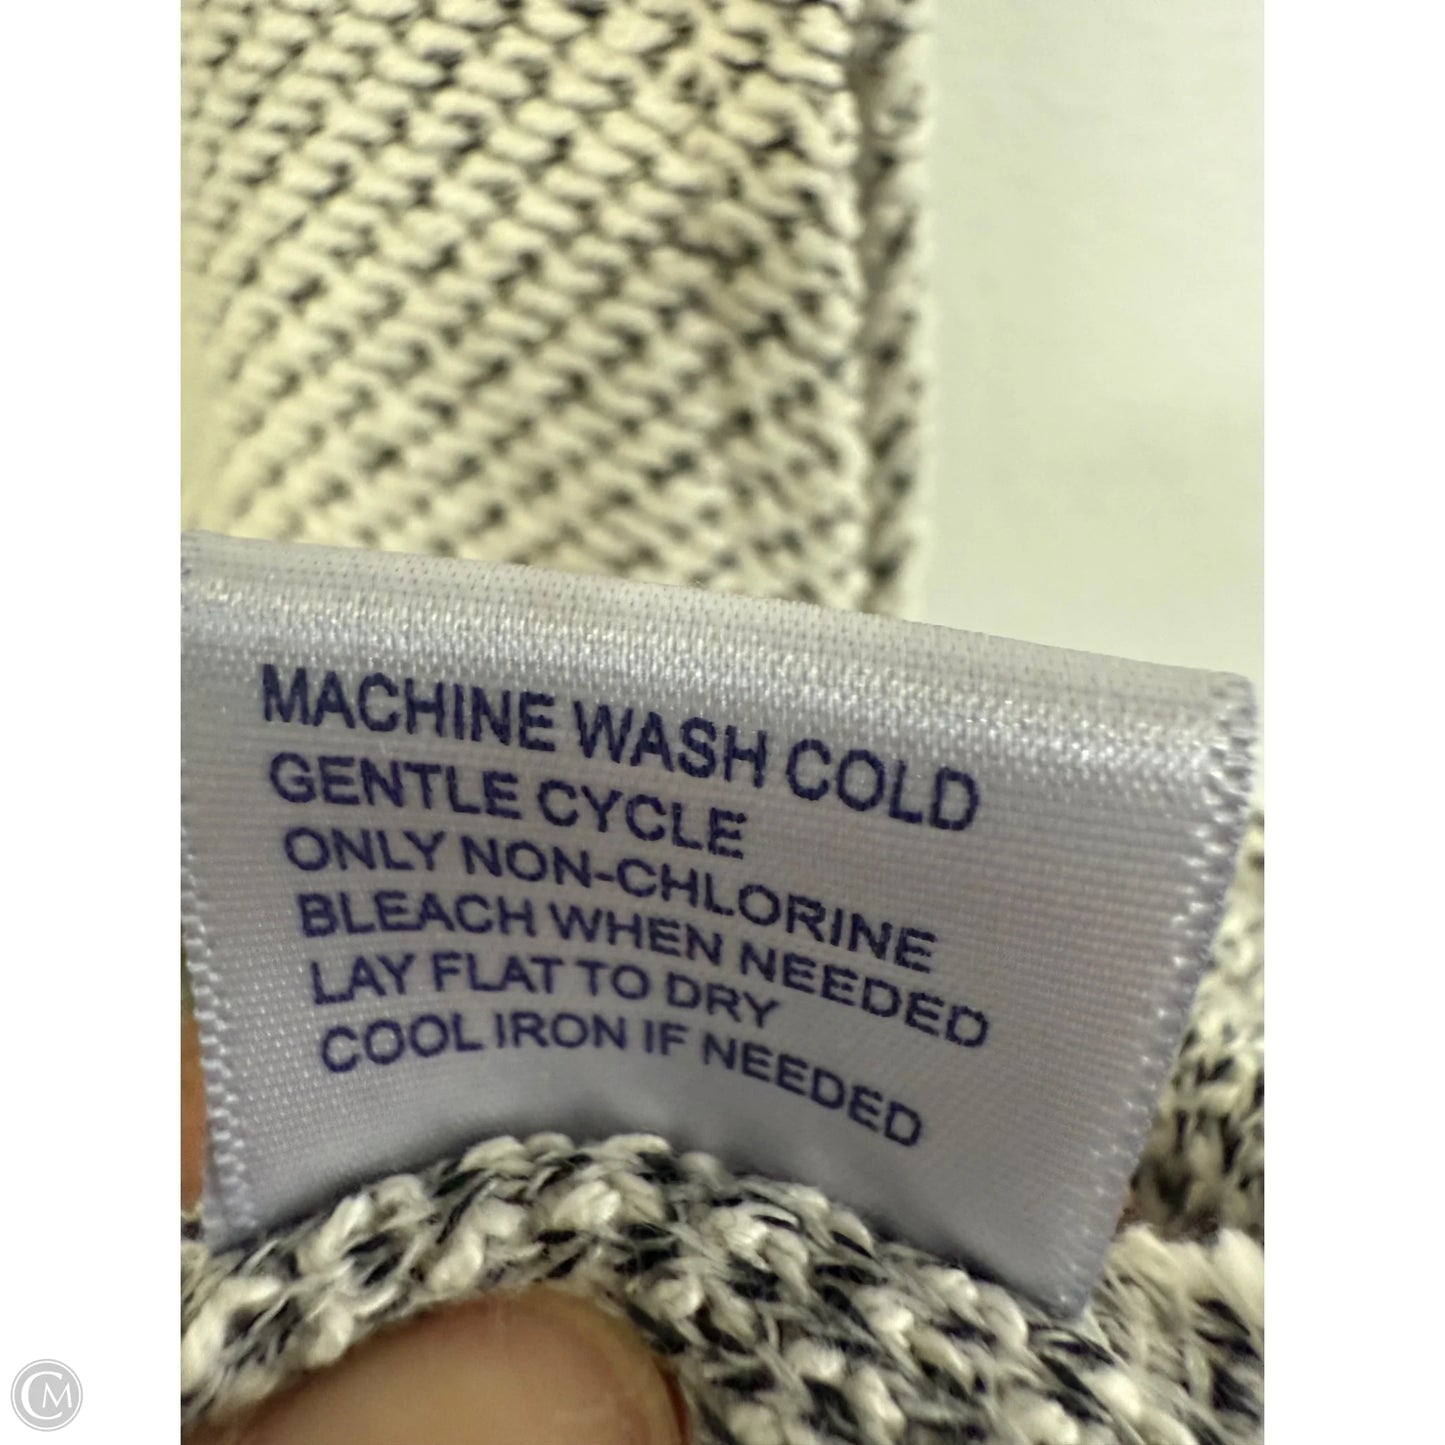 MACHINE WASH COLD
GENTLE CYCLE
ONLY NON-CHLORINE
BLEACH WHEN NEEDED
LAY FLAT TO DRY
COOL IRON IF NEEDED
CM